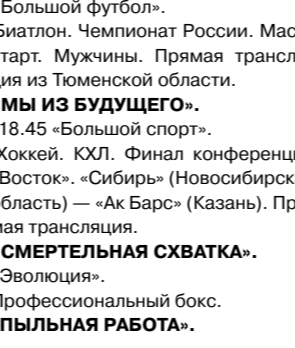 Большой футбол».
Биатлон. Чемпионат России. Мас
старт. Мужчины. Прямая трансл
ция из Тюменской области.
МЫ ИЗ БУДУЩЕГО».
18.45 «Большой спорт».
Хоккей. КХЛ. Финал конференц
Восток». «Сибирь» (Новосибирск
область) — «Ак Барс» (Казань). Пр
мая трансляция.
СМЕРТЕЛЬНАЯ СХВАТКА».
Эволюция».
Профессиональный бокс.
ПЫЛЬНАЯ РАБОТА».